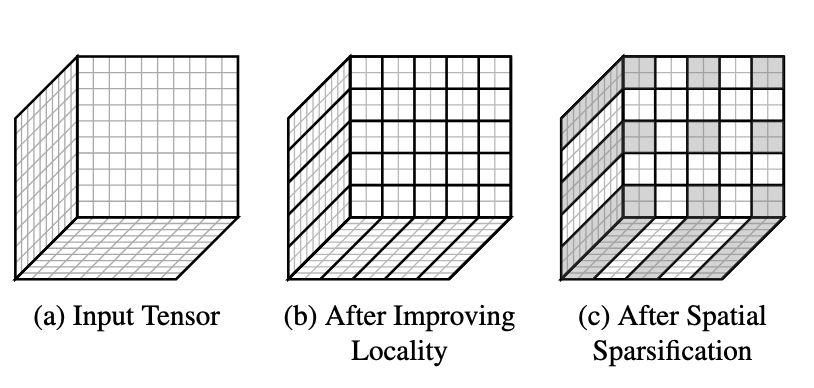 (a) Input Tensor
(b) After Improving
Locality
(c) After Spatial
Sparsification